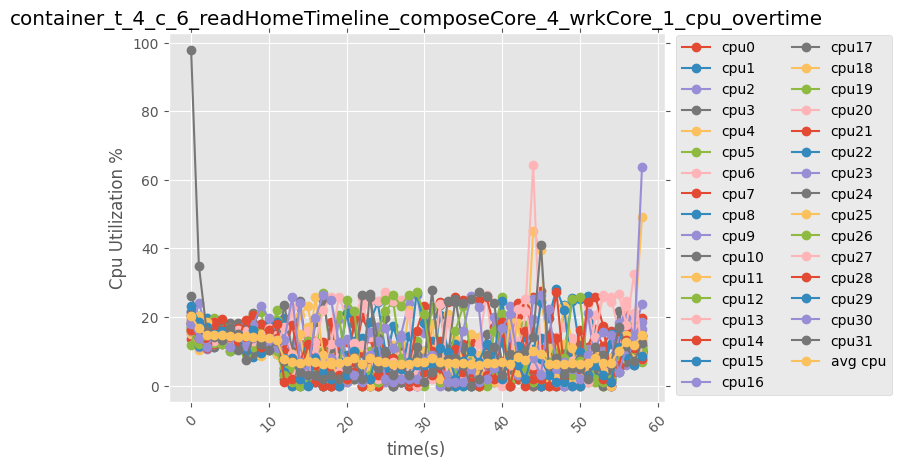 container_t_4_c_6_readHomeTimeline_composeCore_4_wrkCore_1_cpu_overtime
100
80
60
40
20
0
Cpu Utilization %
0
10
20
30
40
50
60
time(s)
cpu0
cpu1
cpu2
cpu3
cpu4
cpu5
cpu6
cpu7
cpu8
cpu9
cpu10
cpu11
cpu12
cpu13
cpu14
cpu15
cpu16
cpu17
cpu18
cpu19
cpu20
cpu21
cpu22
cpu23
cpu24
cpu25
cpu26
cpu27
cpu28
cpu29
cpu30
cpu31
avg cpu